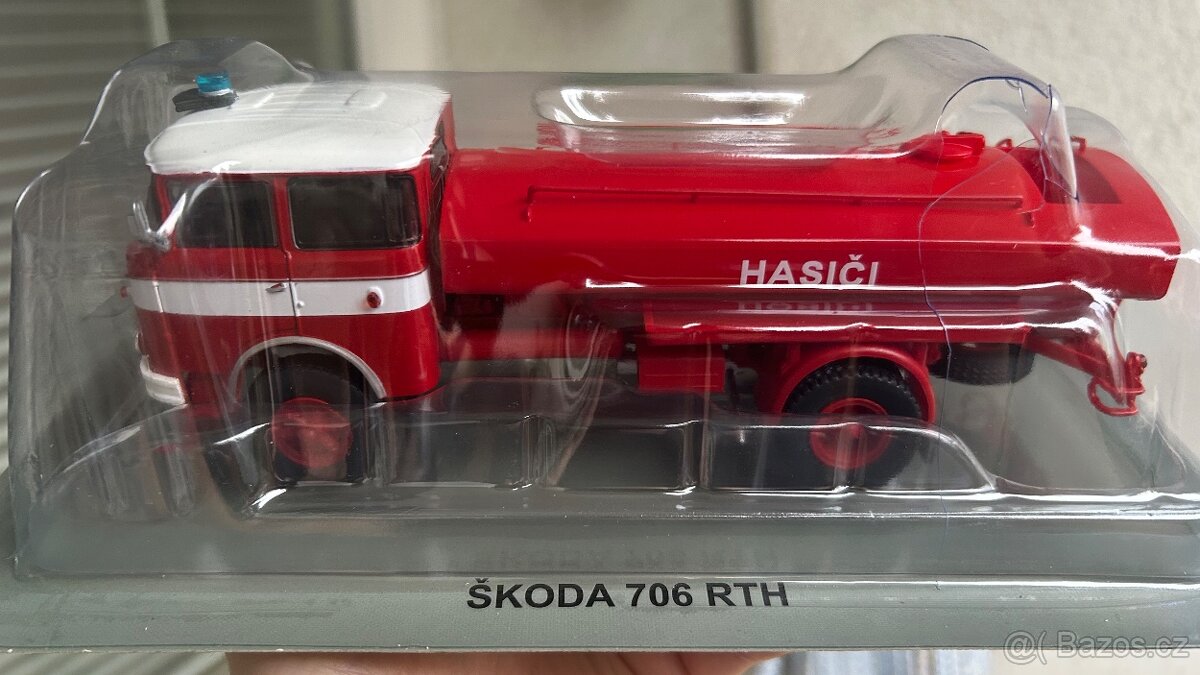 HASIČI
ŠKODA 706 RTH
@( Bazos.cz